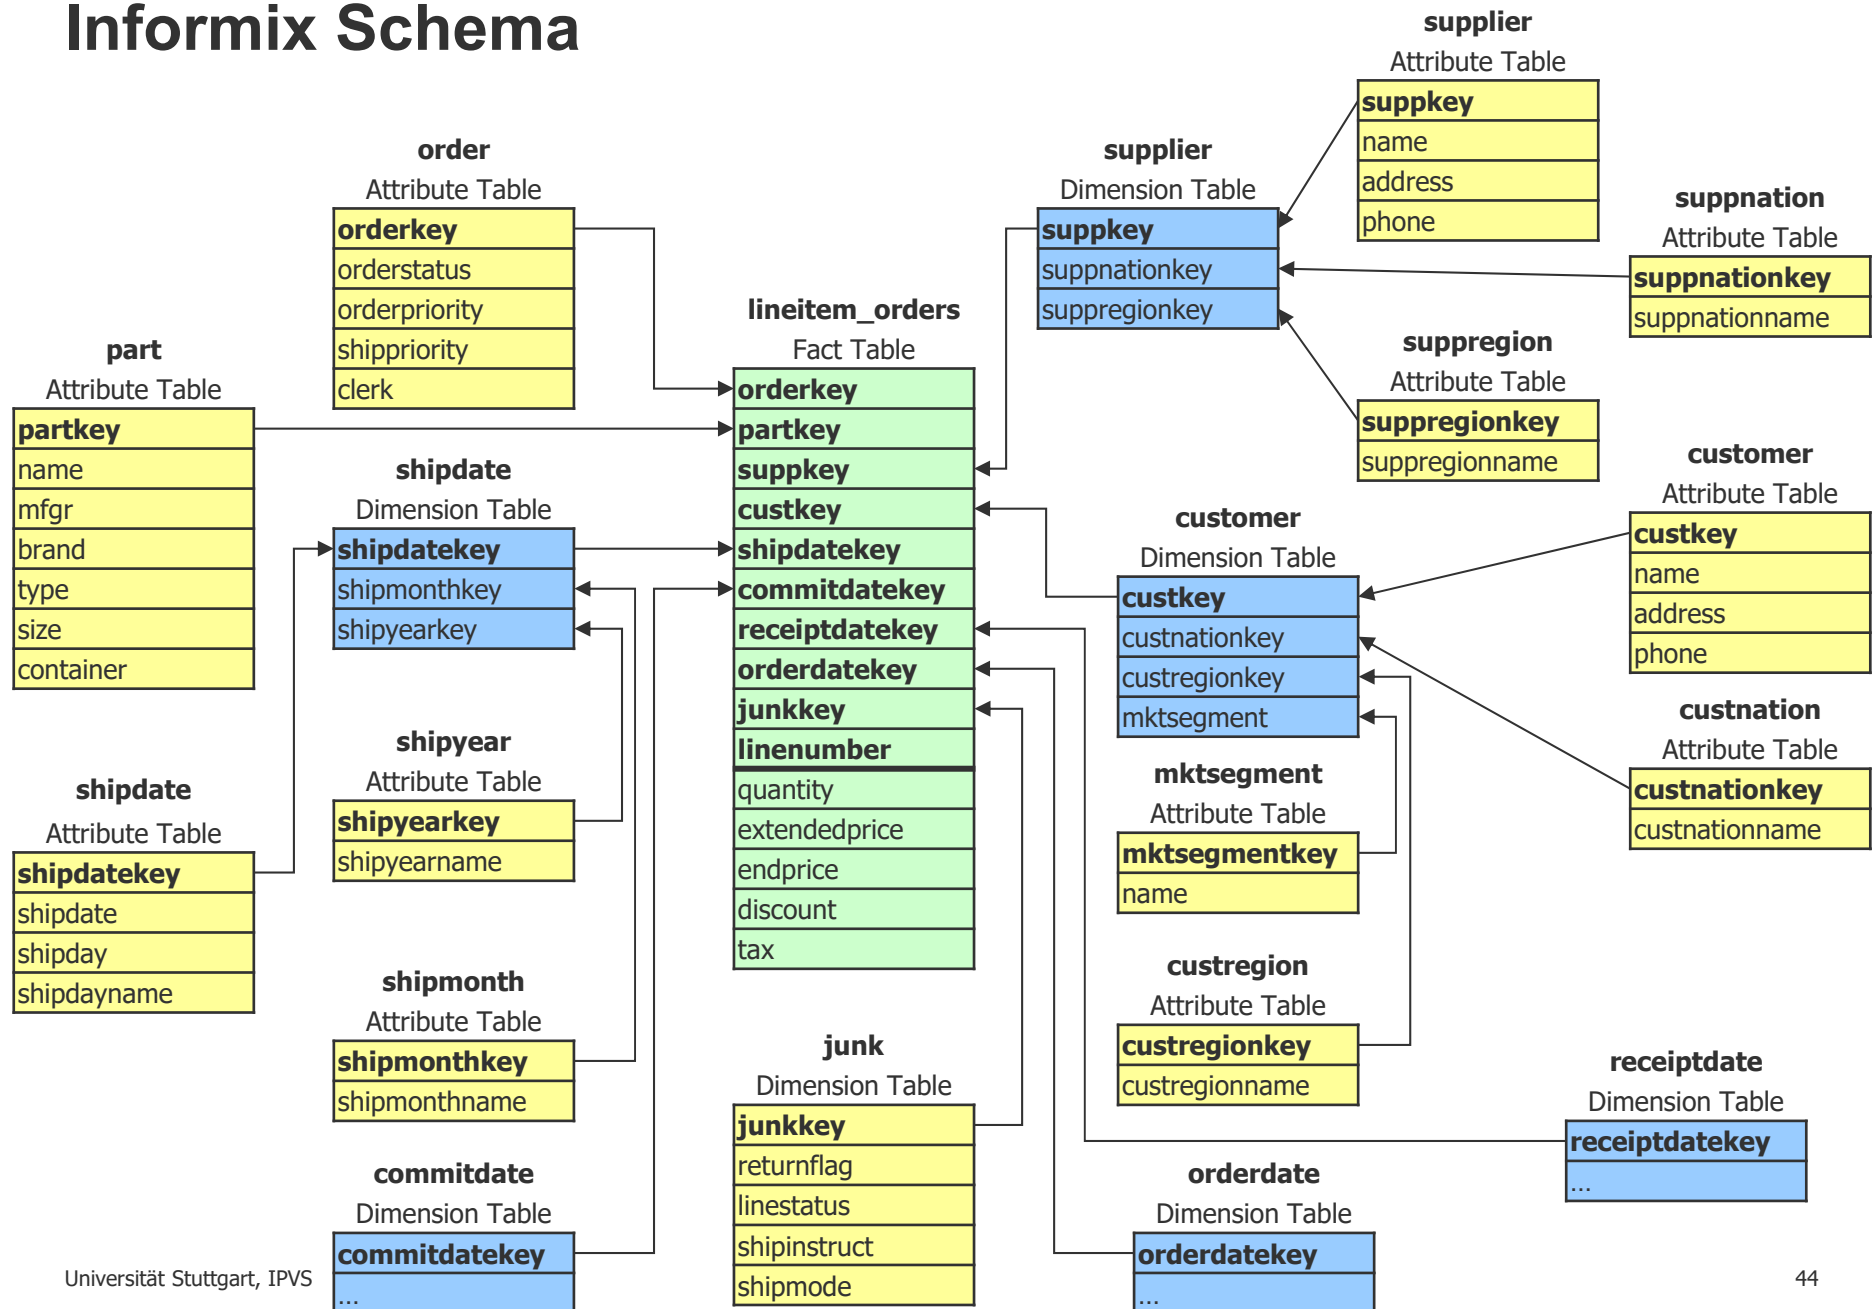 Informix Schema
supplier
Attribute Table
suppkey
name
address
phone
order
Attribute Table
orderkey
orderstatus
orderpriority
shippriority
clerk
supplier
Dimension Table
suppkey
suppnationkey
suppregionkey
suppnation
Attribute Table
suppnationkey
suppnationname
suppregion
Attribute Table
suppregionkey
suppregionname
part
Attribute Table
partkey
name
mfgr
brand
type
size
container
lineitem_orders
Fact Table
orderkey
partkey
suppkey
custkey
shipdatekey
commitdatekey
receiptdatekey
orderdatekey
junkkey
linenumber
quantity
extendedprice
endprice
discount
tax
shipdate
Dimension Table
shipdatekey
shipmonthkey
shipyearkey
customer
Dimension Table
custkey
custnationkey
custregionkey
mktsegment
customer
Attribute Table
custkey
name
address
phone
custnation
Attribute Table
custnationkey
custnationname
shipdate
Attribute Table
shipdatekey
shipdate
shipday
shipdayname
shipyear
Attribute Table
shipyearkey
shipyearname
mktsegment
Attribute Table
mktsegmentkey
name
shipmonth
Attribute Table
shipmonthkey
shipmonthname
custregion
Attribute Table
custregionkey
custregionname
junk
Dimension Table
junkkey
returnflag
linestatus
shipinstruct
shipmode
receiptdate
Dimension Table
receiptdatekey
...
commitdate
Dimension Table
commitdatekey
...
orderdate
Dimension Table
orderdatekey
...
Universität Stuttgart, IPVS
44